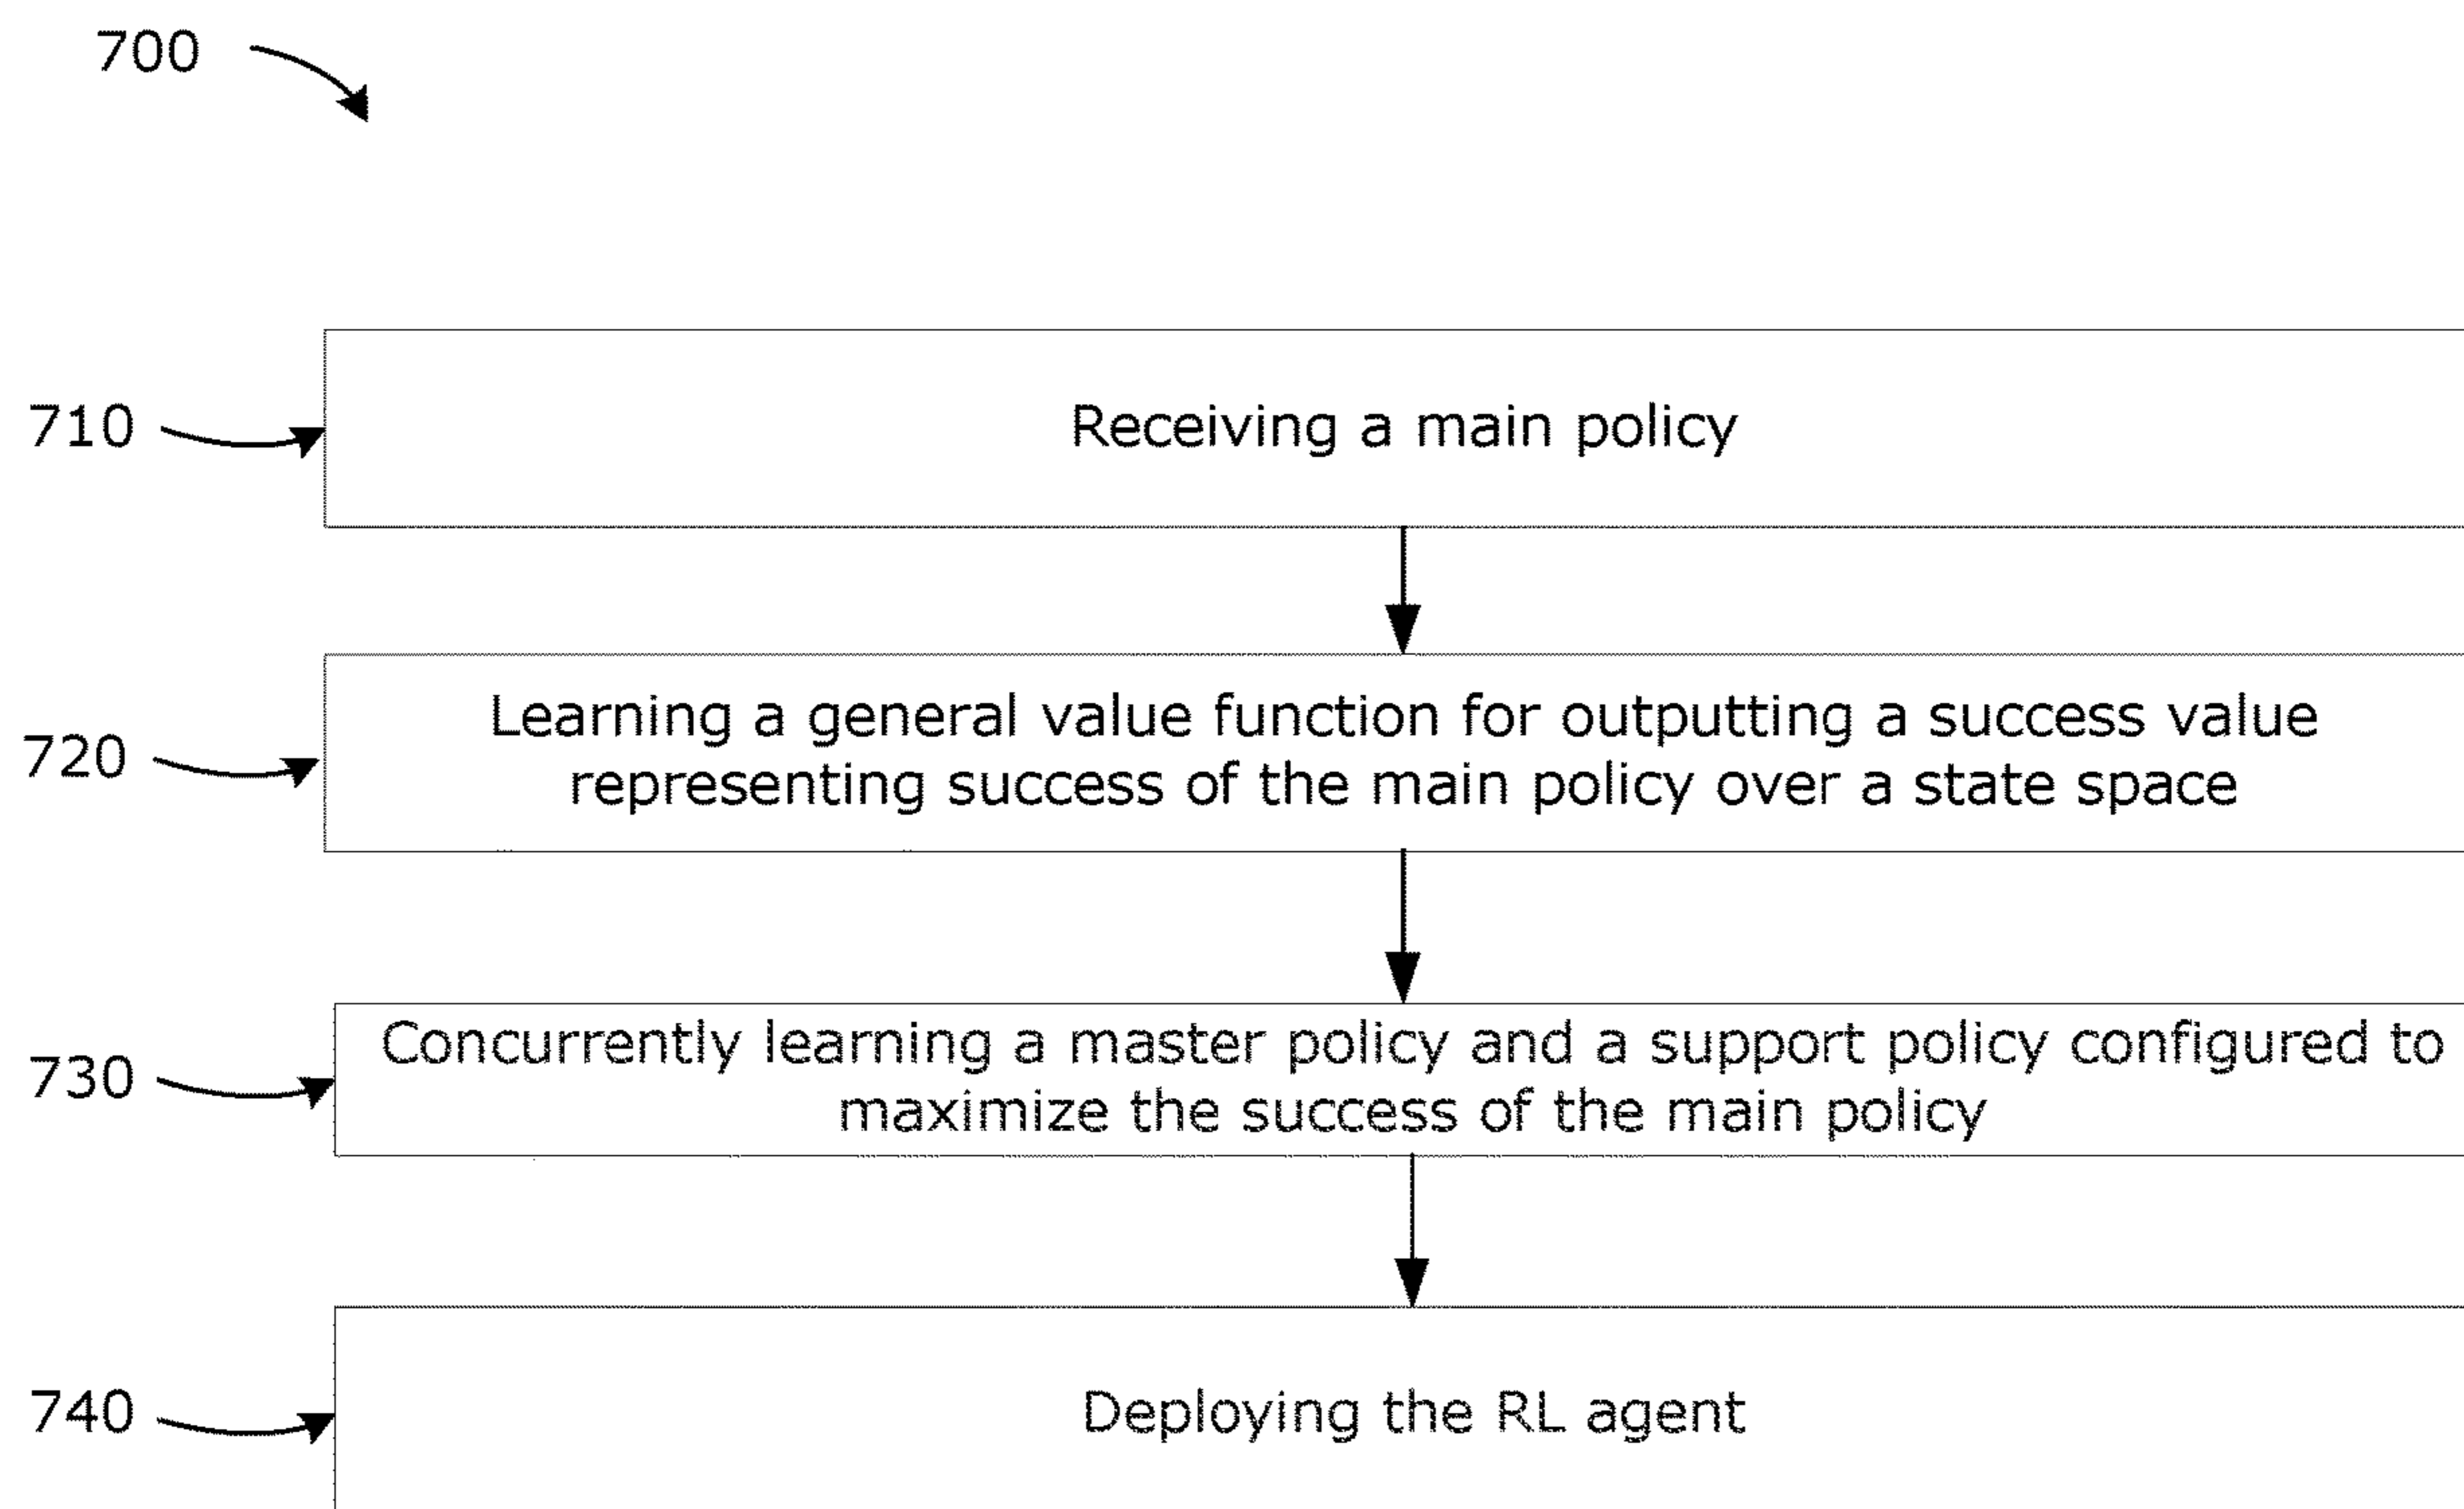 700
710
Receiving a main policy
720
Learning a general value function for outputting a success value
representing success of the main policy over a state space
730
Concurrently learning a master policy and a support policy configured to
maximize the success of the main policy
740
Deploying the RL agent